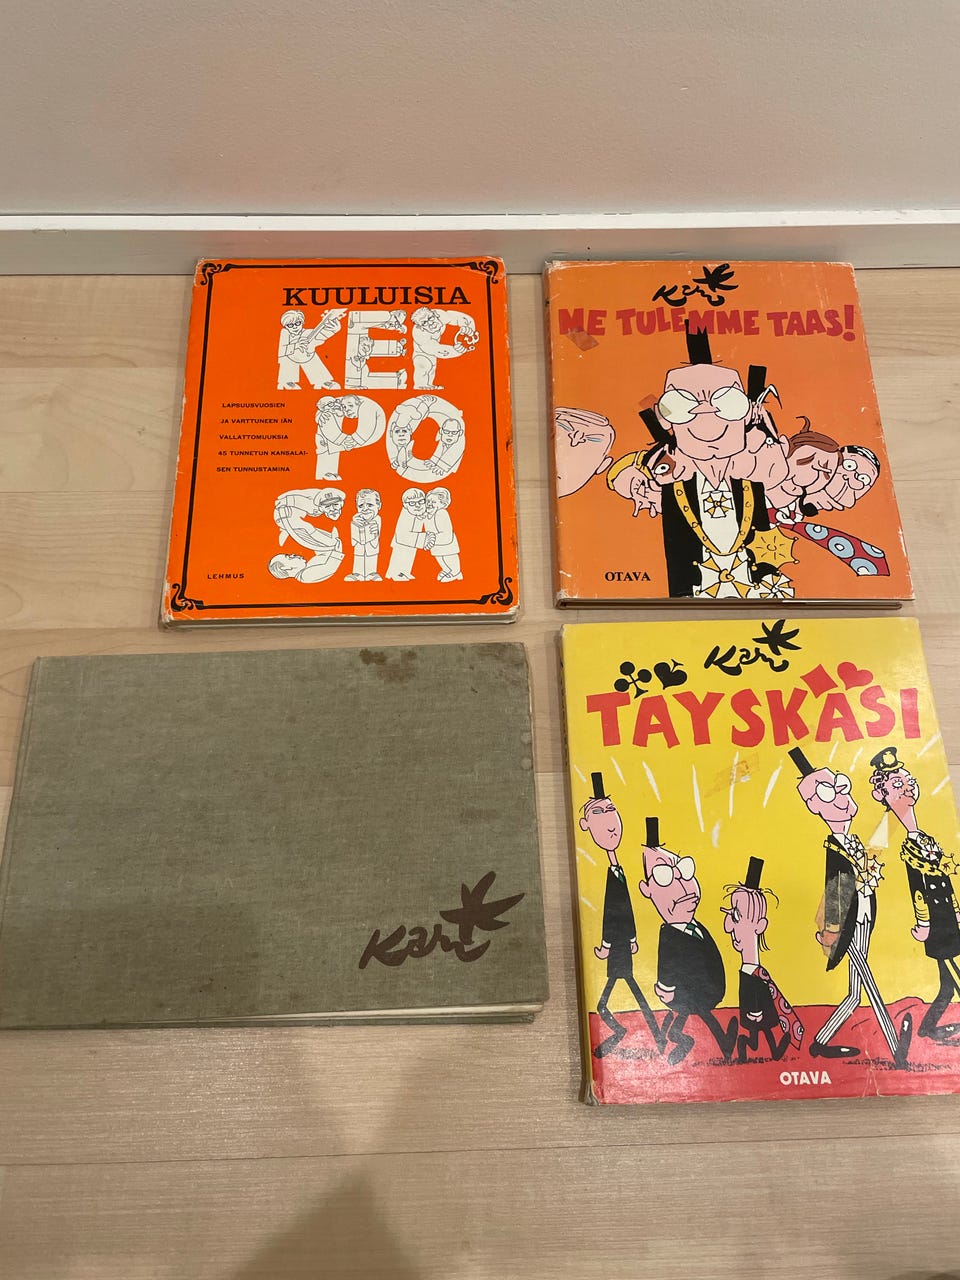 KUULUISIA
KEP
PO
SIA
LAPSUUSVUOSIEN
JA VARTTUNEEN IÄN
VALLATTOMUUKSIA
45 TUNNETUN KANSALAI-
SEN TUNNUSTAMINA
LEHMUS
Kari
ME TULEMME TAAS!
OTAVA
Kari
Kari
TÄYSKÄSI
OTAVA